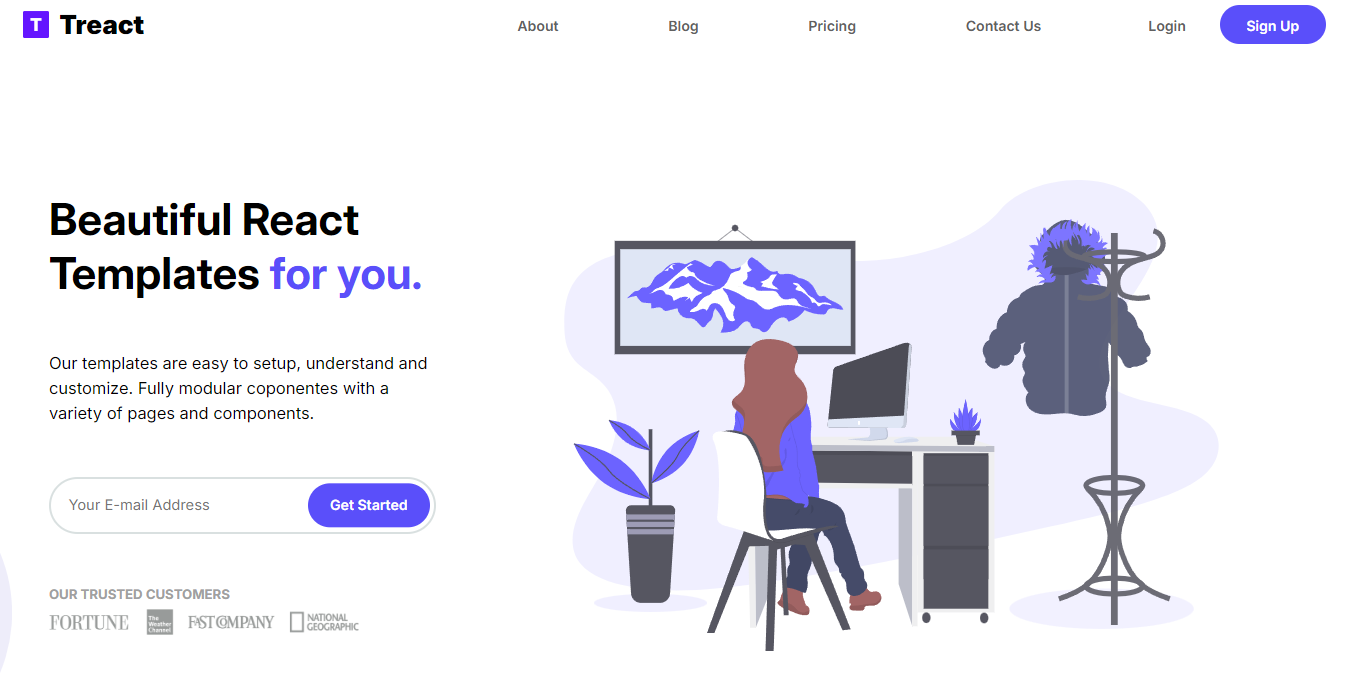 T Treact
About
Blog
Pricing
Contact Us
Login
Sign Up
Beautiful React
Templates for you.
Our templates are easy to setup, understand and
customize. Fully modular coponentes with a
variety of pages and components.
Your E-mail Address
Get Started
OUR TRUSTED CUSTOMERS
FORTUNE
The
Weather
Channel
FAST COMPANY
NATIONAL
GEOGRAPHIC